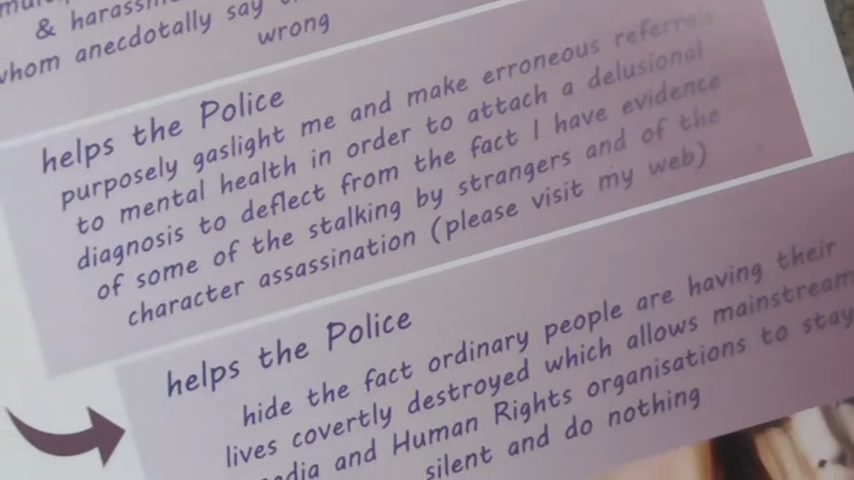 & harassm
whom anecdotally say
wrong
helps the Police
purposely gaslight me and make erroneous referrals
to mental health in order to attach a delusional
diagnosis to deflect from the fact I have evidence
of some of the stalking by strangers and of the
character assassination (please visit my web)
helps the Police
hide the fact ordinary people are having their
lives covertly destroyed which allows mainstream
edia and Human Rights organisations to stay
silent and do nothing